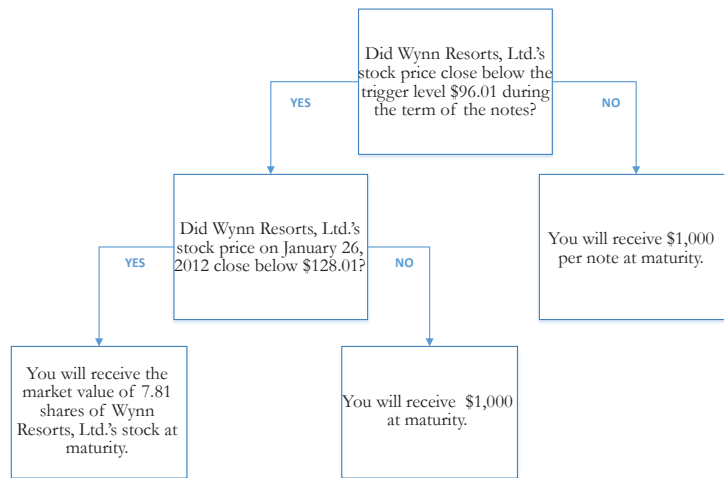 Did Wynn Resorts, Ltd.'s
stock price close below the
trigger level $96.01 during
the term of the notes?
YES
NO
Did Wynn Resorts, Ltd.'s
stock price on January 26,
2012 close below $128.01?
You will receive $1,000
per note at maturity.
YES
NO
You will receive the
market value of 7.81
shares of Wynn
Resorts, Ltd.'s stock at
maturity.
You will receive $1,000
at maturity.